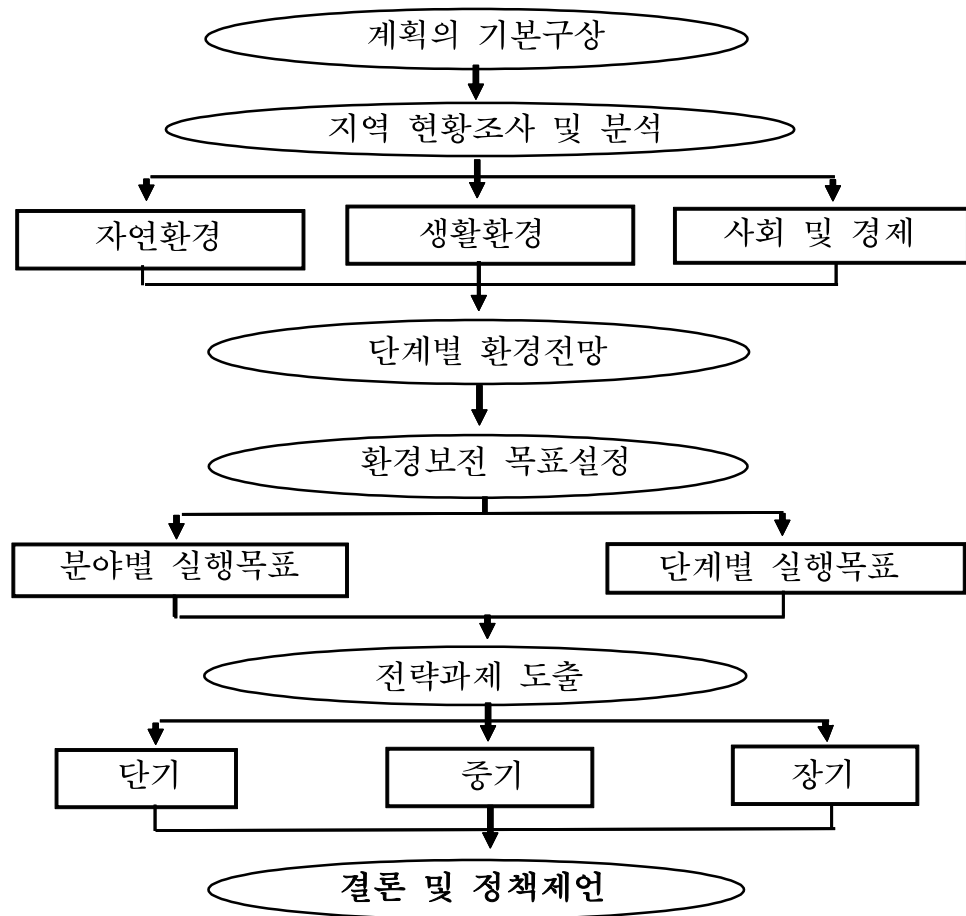 계획의 기본구상
지역 현황조사 및 분석
자연환경 생활환경 사회 및 경제
단계별 환경전망
환경보전 목표설정
분야별 실행목표 단계별 실행목표
전략과제 도출
단기 중기 장기
결론 및 정책제언